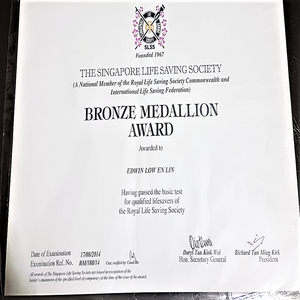 SLSS
Founded 1967
THE SINGAPORE LIFE SAVING SOCIETY
(A National Member of the Royal Life Saving Society Commonwealth and
International Life Saving Federation)
BRONZE MEDALLION
AWARD
Awarded to
EDWIN LOW EN LIN
Having passed the basic test
for qualified lifesavers of
the Royal Life Saving Society
Date of Examination 17/08/2014
Examination Ref. No. BM/180/14
Cert. verified by
Daryl Tan Kiok Wei
Hon. Secretary General
Richard Tan Ming Kirk
President
All awards of The Singapore Life Saving Society are issued in recognition of the
holder's attainment of the specified level of competency at the time of the issue of the award.